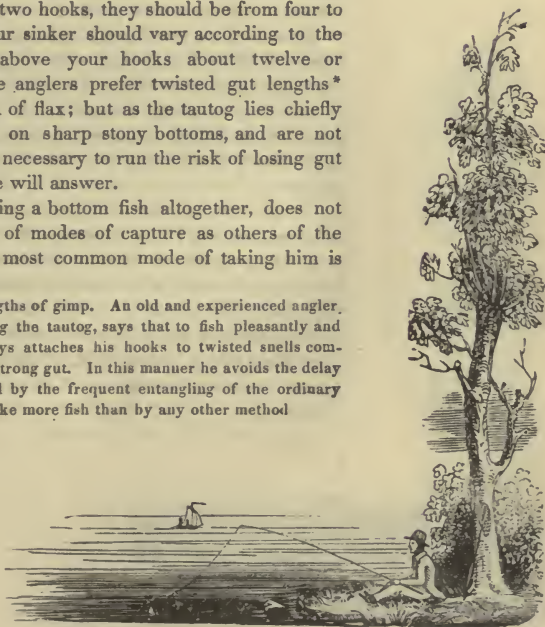 two hooks, they should be from four to
ur sinker should vary according to the
above your hooks about twelve or
e anglers prefer twisted gut lengths*
l of flax; but as the tautog lies chiefly
on sharp stony bottoms, and are not
necessary to run the risk of losing gut
e will answer.
ing a bottom fish altogether, does not
of modes of capture as others of the
most common mode of taking him is
gths of gimp. An old and experienced angler
g the tautog, says that to fish pleasantly and
ys attaches his hooks to twisted snells com-
trong gut. In this manner he avoids the delay
d by the frequent entangling of the ordinary
ke more fish than by any other method